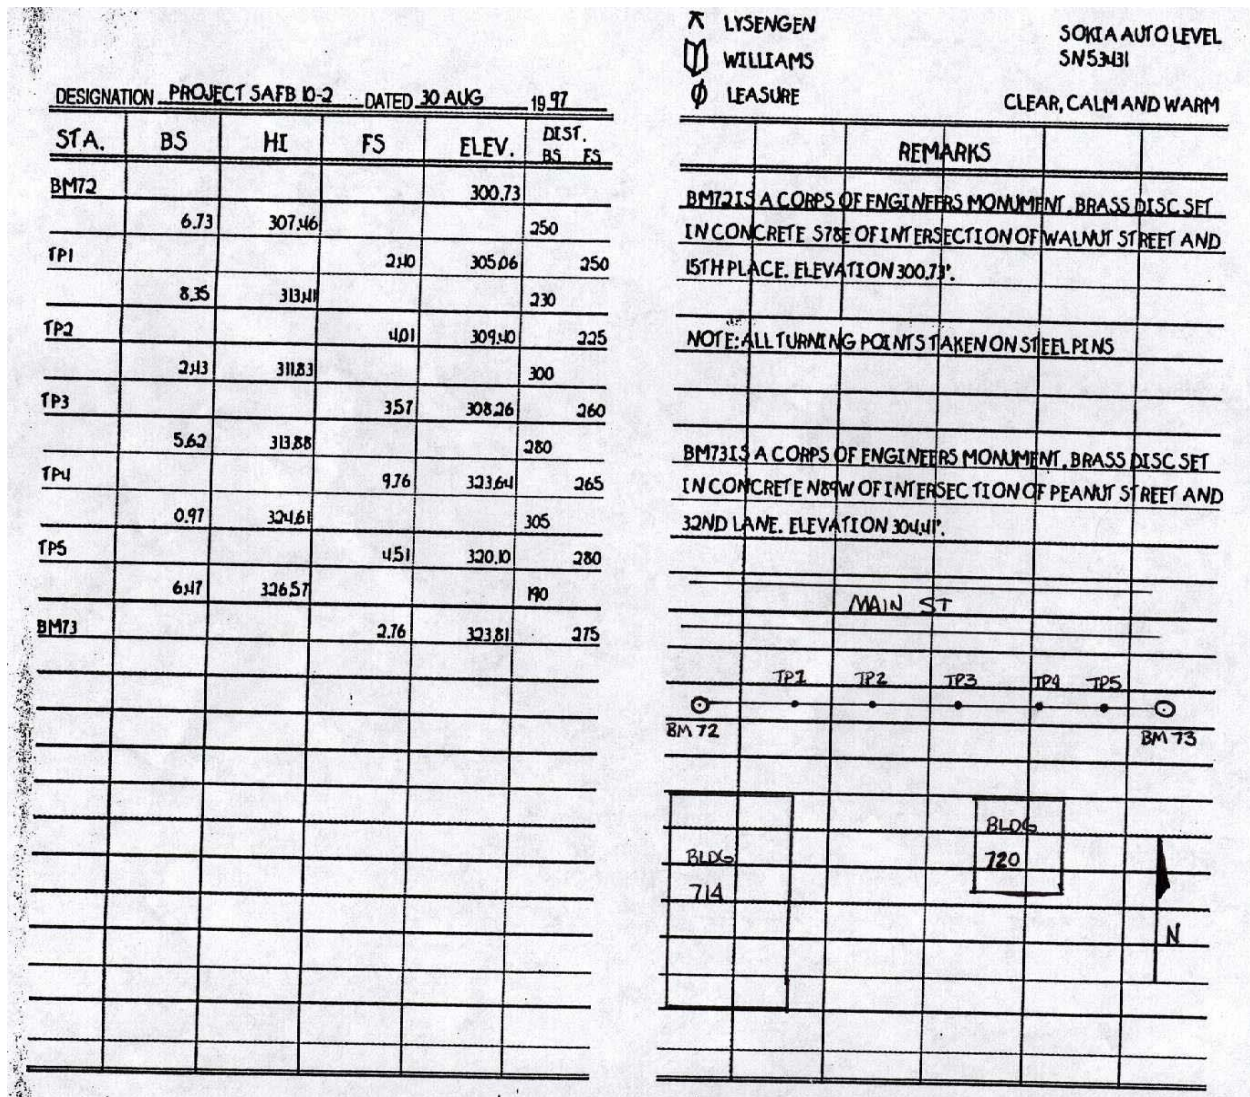 LYSENGEN
WILLIAMS
Φ LEASURE
SOKIA AUTO LEVEL
SN53431
CLEAR, CALM AND WARM
DESIGNATION PROJECT SAFB 10-2 DATED 30 AUG 19 97
STA. BS HI FS ELEV. DIST.
BS FS
BM72 300.73
6.73 307.46 250
TP1 2.40 305.06 250
8.35 313.41 230
TP2 4.01 309.40 225
2.43 311.83 300
TP3 3.57 308.26 260
5.62 313.88 280
TP4 9.76 323.64 265
0.97 324.61 305
TP5 4.51 320.10 280
6.47 326.57 190
BM73 2.76 323.81 275
REMARKS
BM72 IS A CORPS OF ENGINEERS MONUMENT. BRASS DISC SET
IN CONCRETE S78E OF INTERSECTION OF WALNUT STREET AND
15TH PLACE. ELEVATION 300.73'.
NOTE: ALL TURNING POINTS TAKEN ON STEEL PINS
BM73 IS A CORPS OF ENGINEERS MONUMENT. BRASS DISC SET
IN CONCRETE N89W OF INTERSECTION OF PEANUT STREET AND
32ND LANE. ELEVATION 304.41'.
MAIN ST
TP1 TP2 TP3 TP4 TP5
BM 72 BM 73
BLDG
714
BLDG
720
N